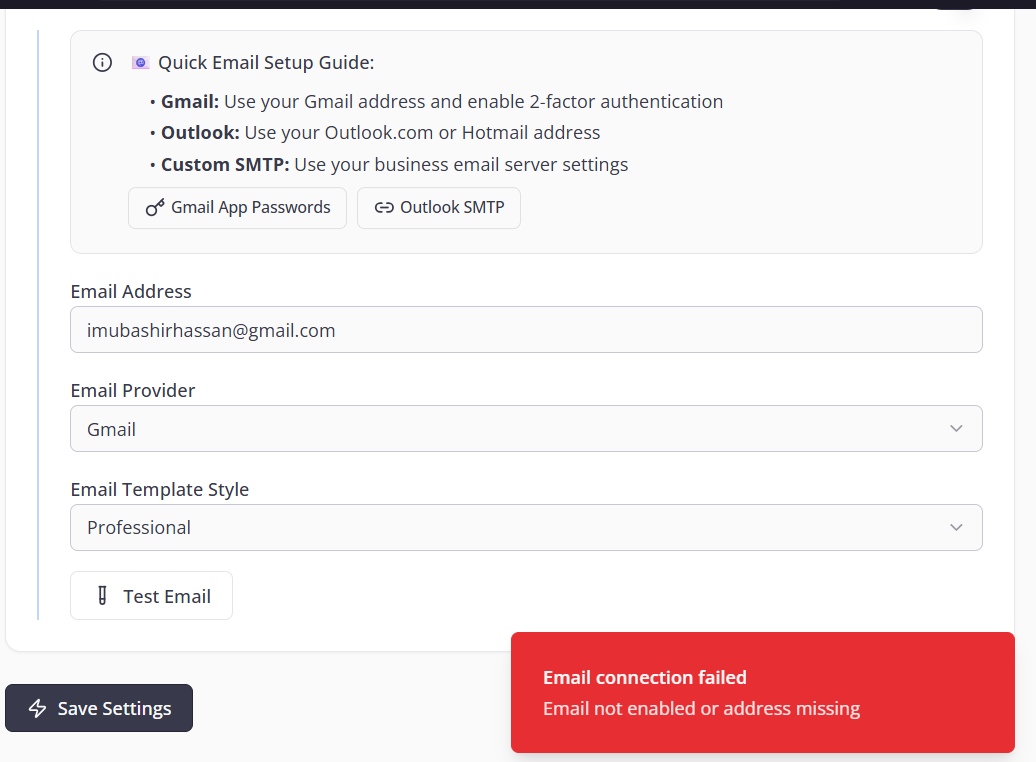 Quick Email Setup Guide:
• Gmail: Use your Gmail address and enable 2-factor authentication
• Outlook: Use your Outlook.com or Hotmail address
• Custom SMTP: Use your business email server settings
Gmail App Passwords
Outlook SMTP
Email Address
imubashirhassan@gmail.com
Email Provider
Gmail
Email Template Style
Professional
Test Email
Email connection failed
Email not enabled or address missing
Save Settings